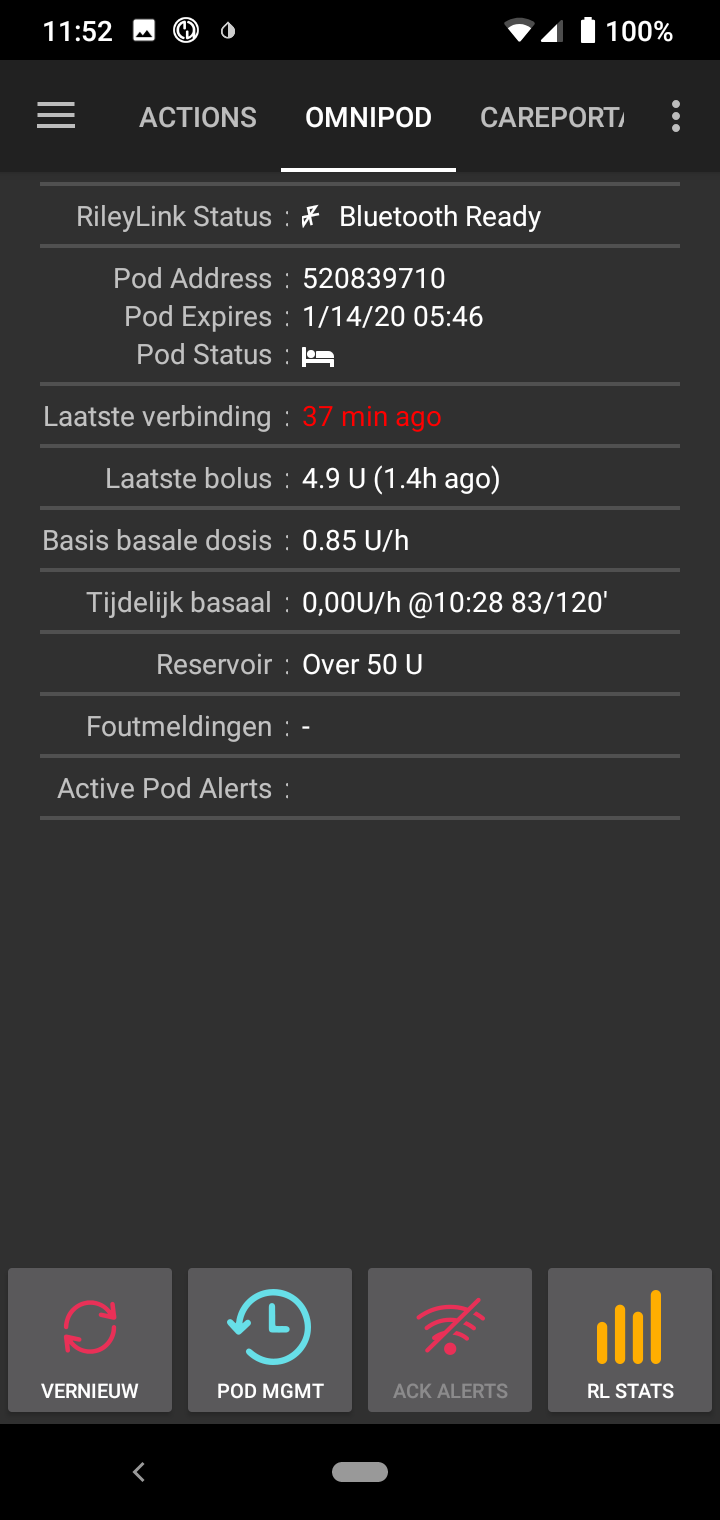 11:52 100%
ACTIONS OMNIPOD CAREPORTA
RileyLink Status : Bluetooth Ready
Pod Address : 520839710
Pod Expires : 1/14/20 05:46
Pod Status :
Laatste verbinding : 37 min ago
Laatste bolus : 4.9 U (1.4h ago)
Basis basale dosis : 0.85 U/h
Tijdelijk basaal : 0,00U/h @10:28 83/120'
Reservoir : Over 50 U
Foutmeldingen : -
Active Pod Alerts :
VERNIEUW POD MGMT ACK ALERTS RL STATS